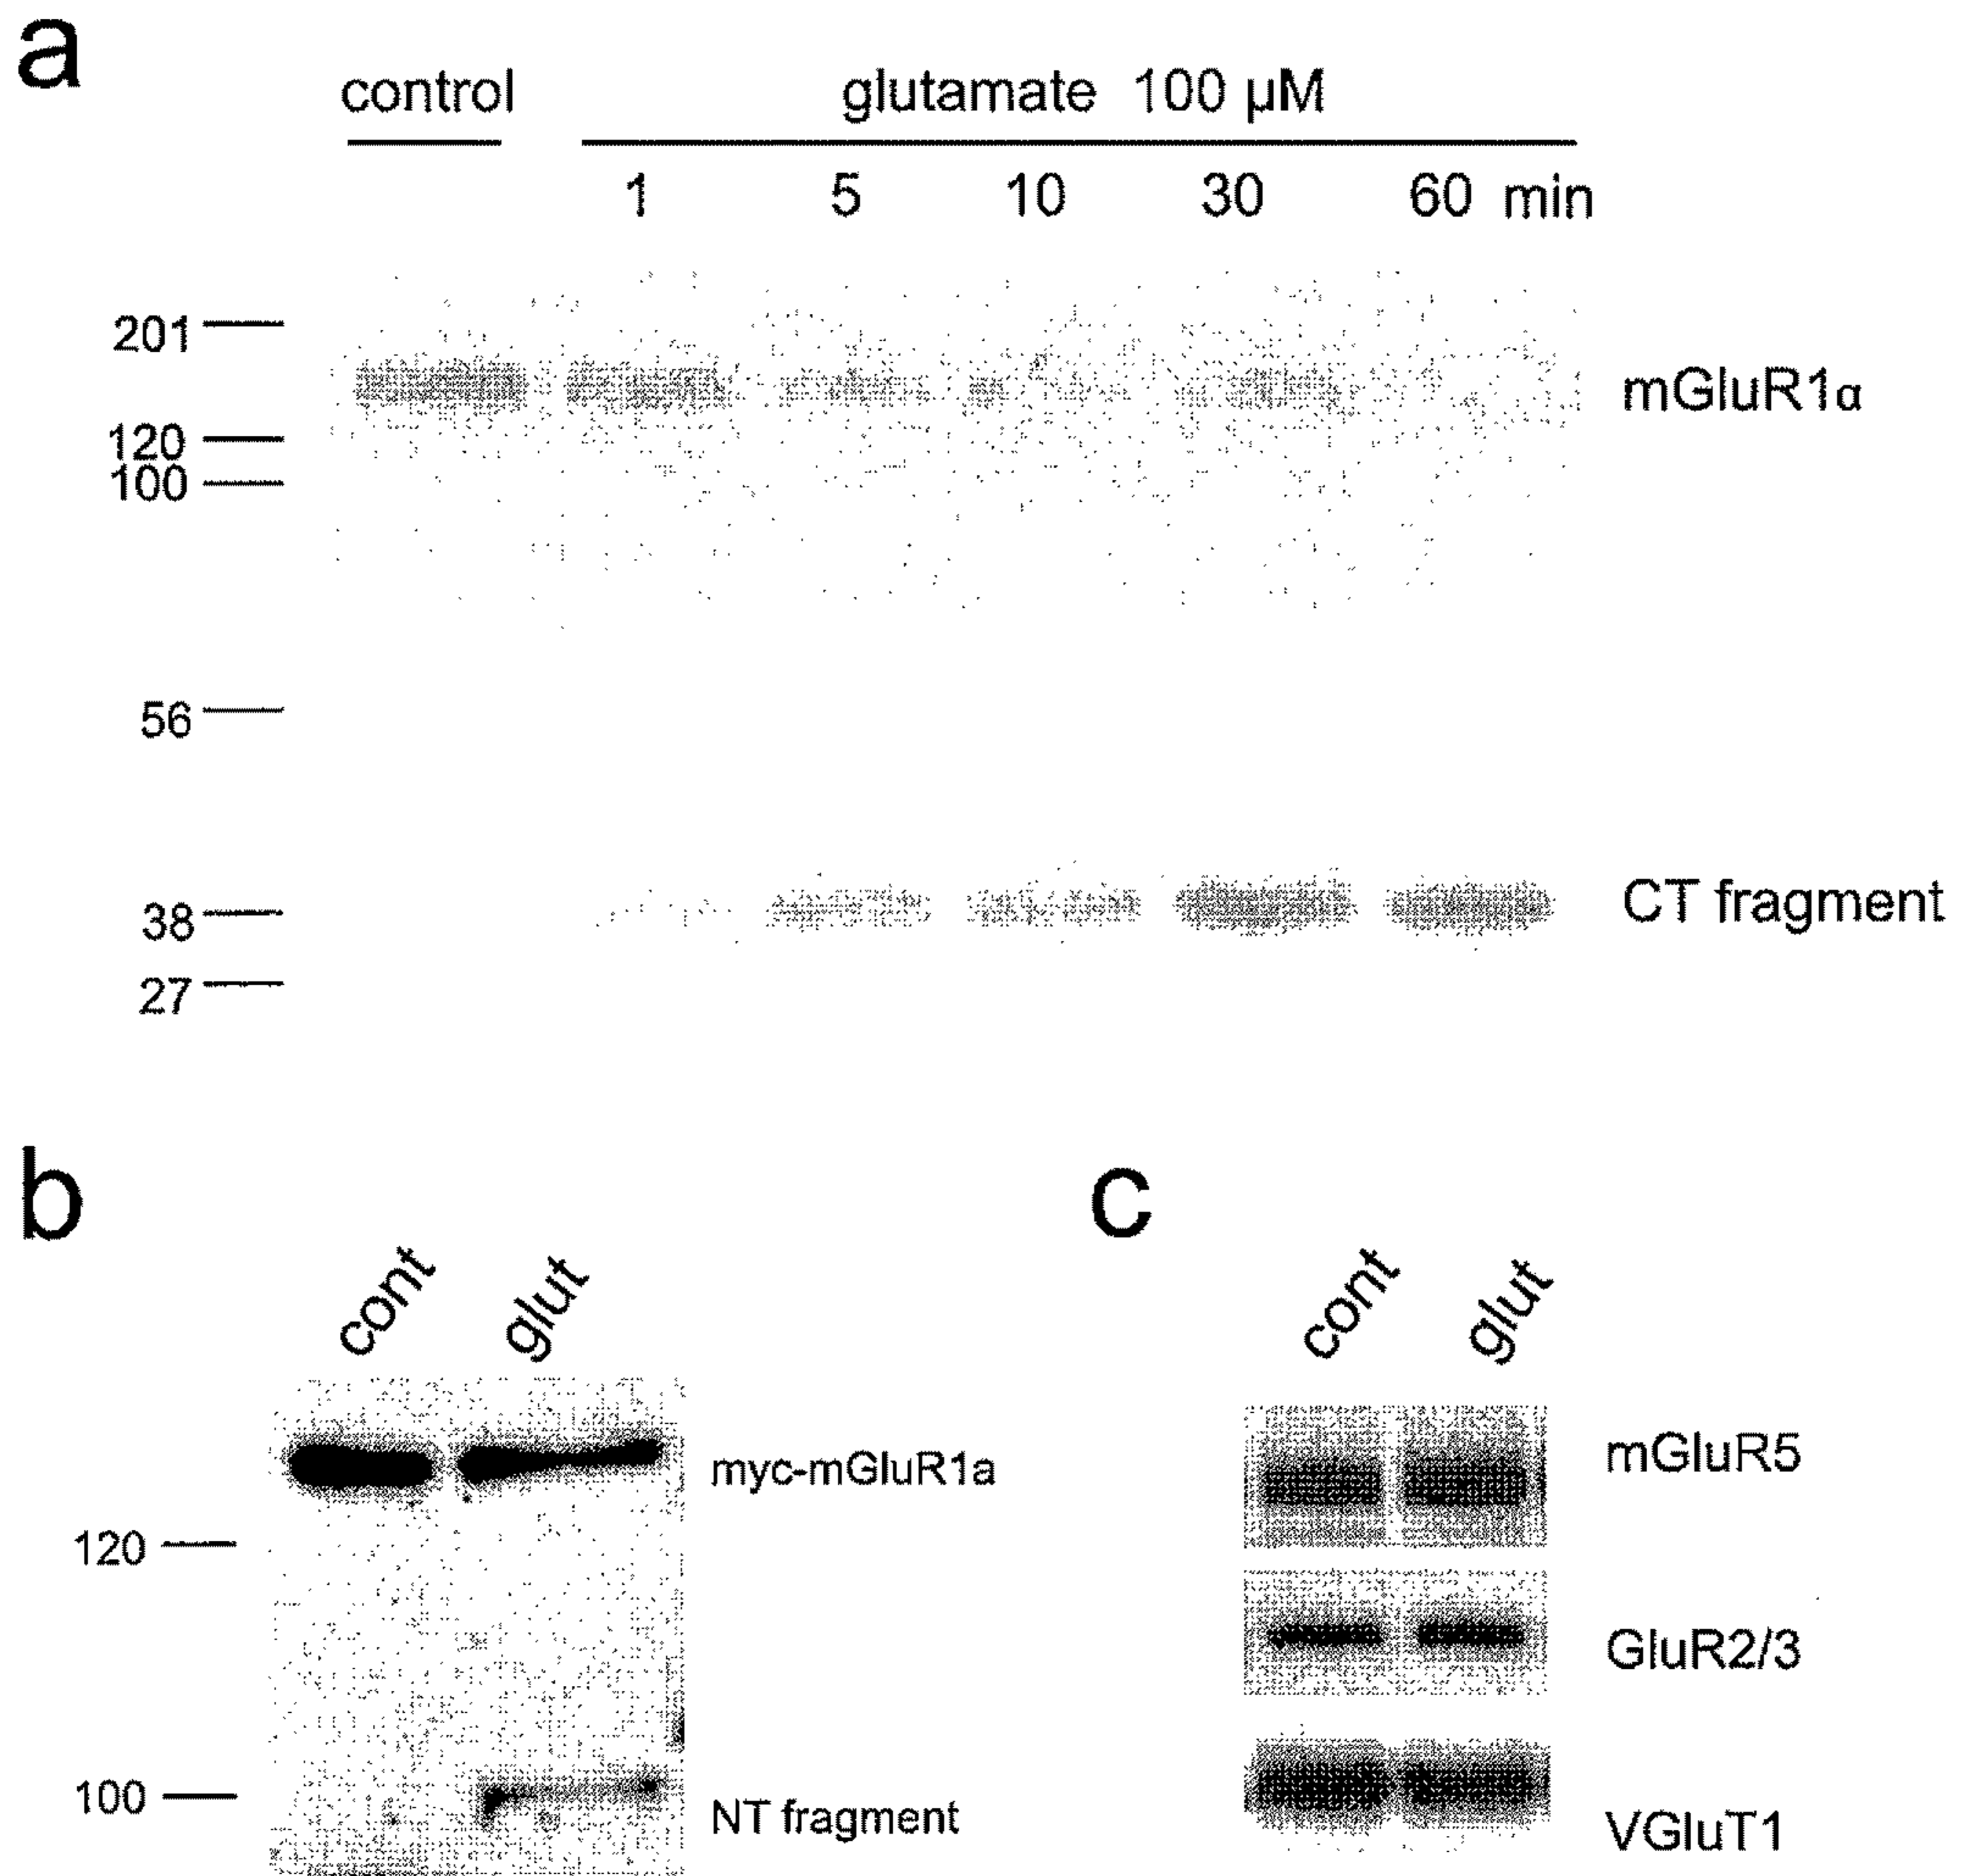 a
control glutamate 100 µM
1 5 10 30 60 min
201
mGluR1α
120
100
56
38
CT fragment
27
b
cont glut
myc-mGluR1a
120
100
NT fragment
c
cont glut
mGluR5
GluR2/3
VGluT1